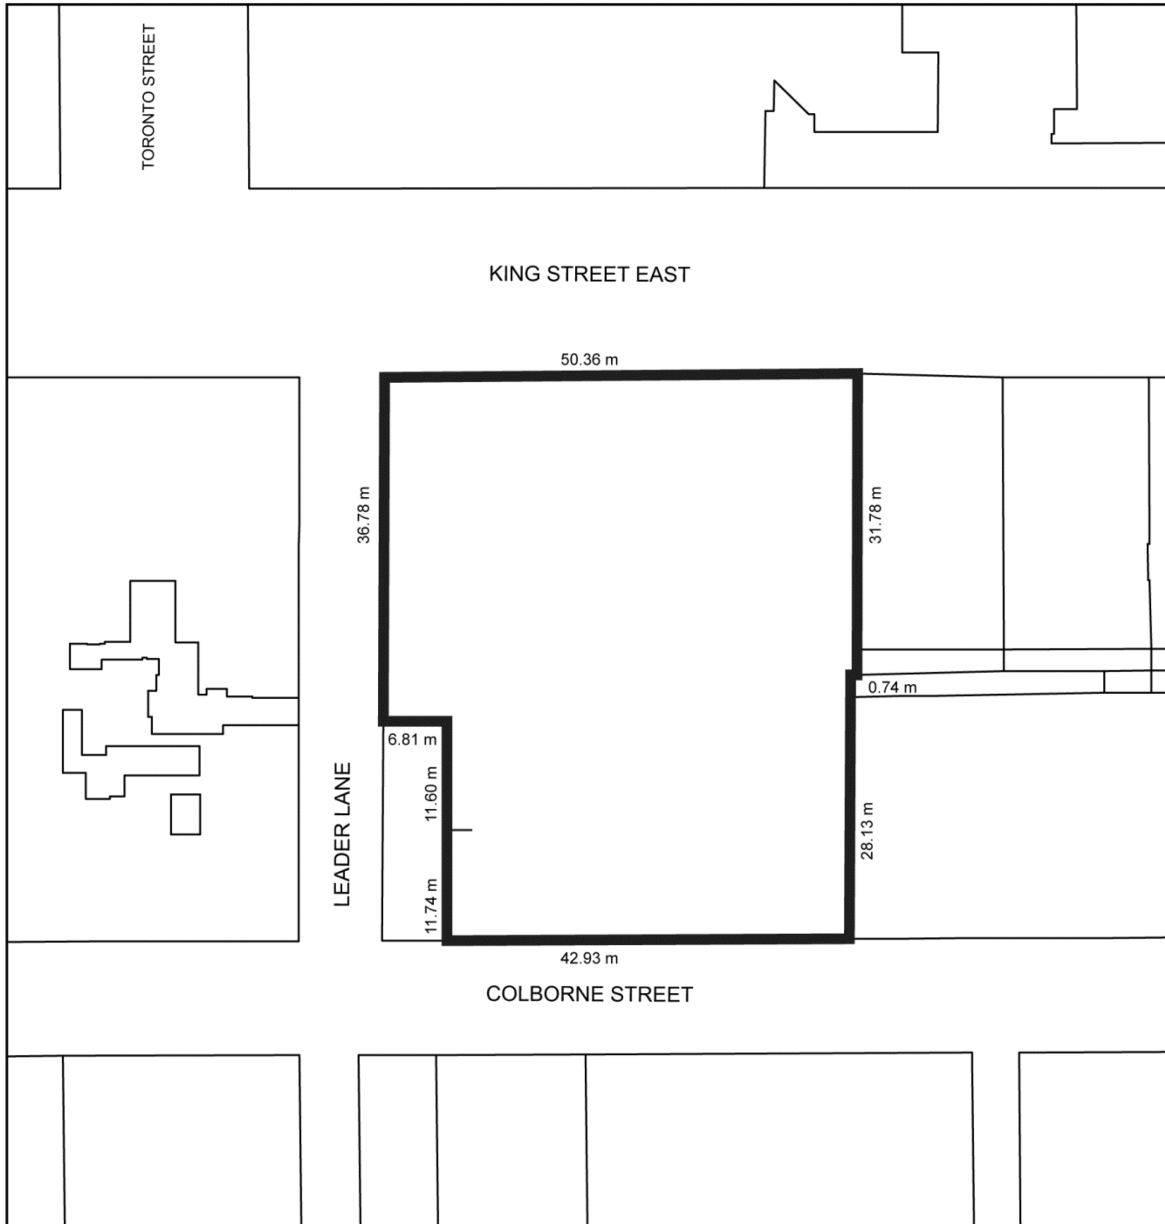 TORONTO STREET
KING STREET EAST
50.36 m
36.78 m
31.78 m
0.74 m
6.81 m
11.60 m
LEADER LANE
28.13 m
11.74 m
42.93 m
COLBORNE STREET